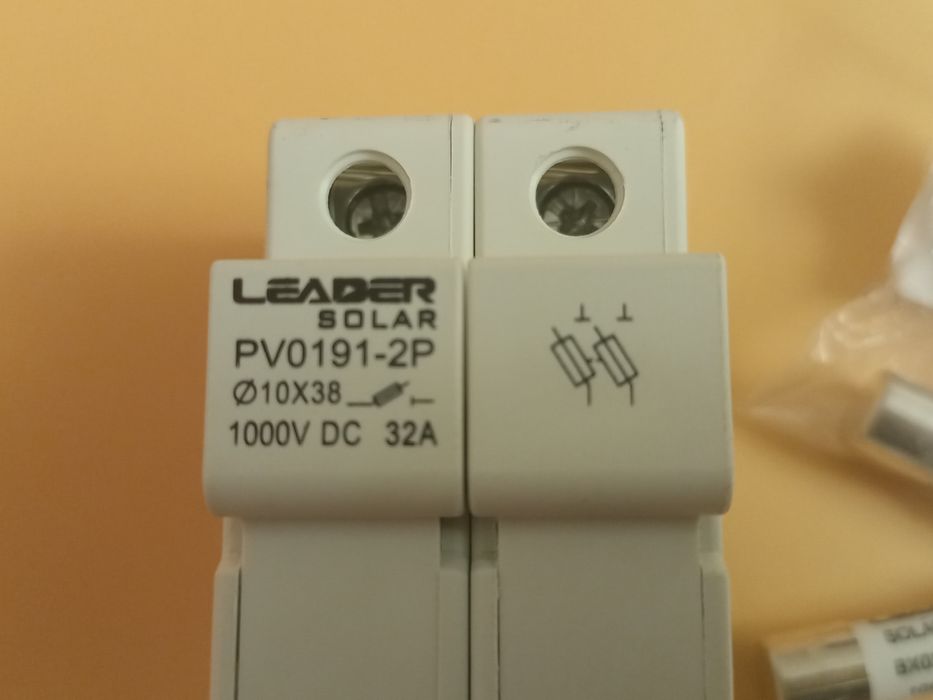 LEADER
SOLAR
PV0191-2P
Ø10X38
1000V DC 32A